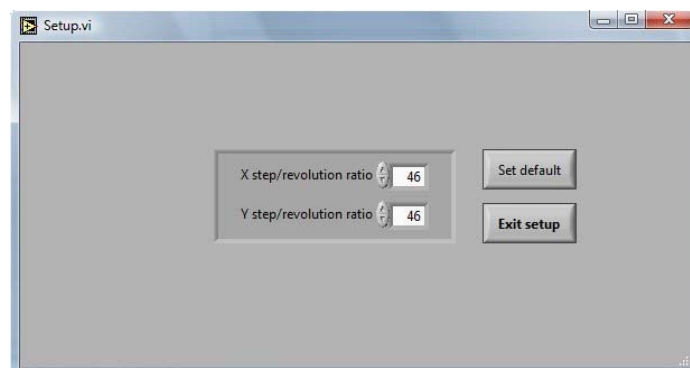 Setup.vi
X step/revolution ratio 46
Set default
Y step/revolution ratio 46
Exit setup